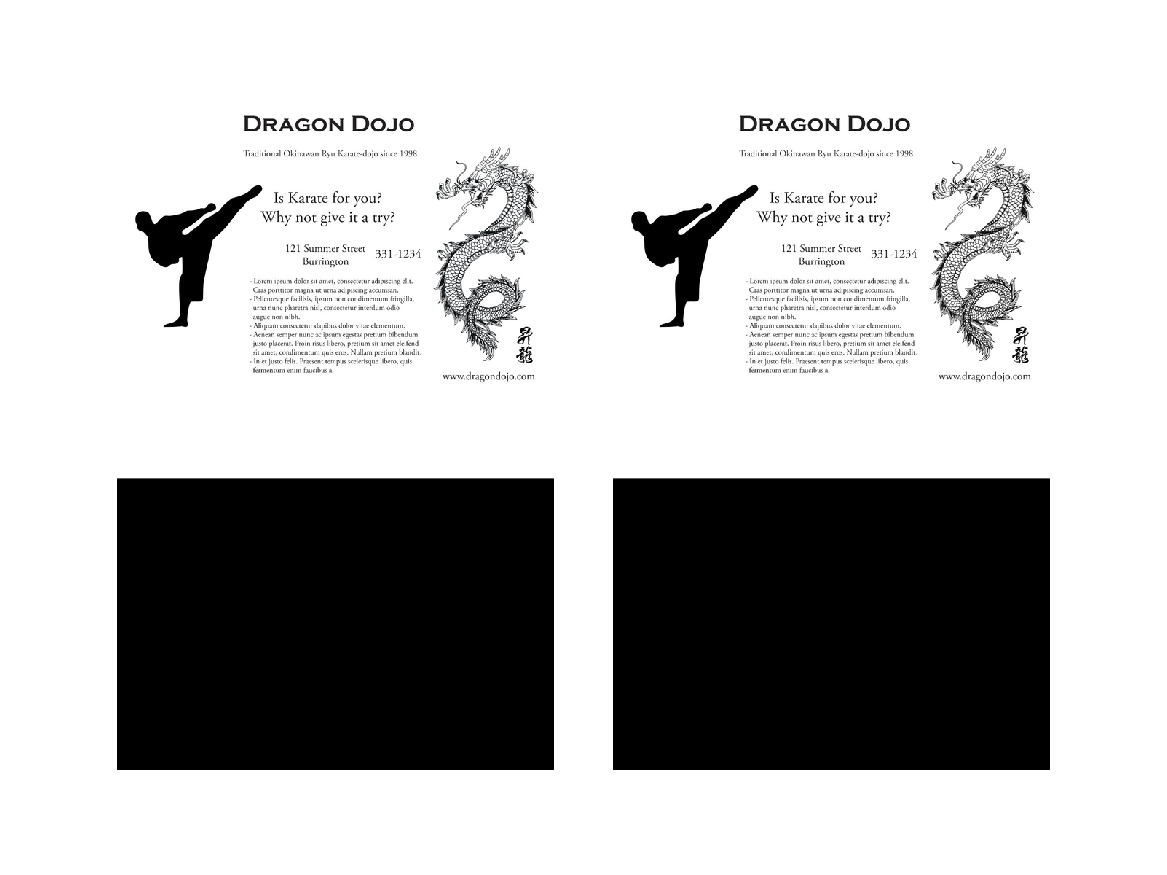 DRAGON DOJO
Traditional Okinawan Ryu Karate-dojo since 1998
Is Karate for you?
Why not give it a try?
121 Summer Street
Burrington
331-1234
- Lorem ipsum dolor sit amet, consectetur adipiscing elit.
Cras porttitor magna ut urna adipiscing accumsan.
- Pellentesque facilisis, ipsum non condimentum fringilla,
urna nunc pharetra nisl, consectetur interdum odio
augue non nibh.
- Aliquam consectetur dapibus dolor vitae elementum.
- Aenean semper nunc ac ipsum egestas pretium bibendum
justo placerat. Proin risus libero, pretium sit amet eleifend
sit amet, condimentum quis eros. Nullam pretium blandit.
- In et justo felit. Praesent tempus scelerisque libero, quis
fermentum enim faucibus a.
昇
龍
www.dragondojo.com
DRAGON DOJO
Traditional Okinawan Ryu Karate-dojo since 1998
Is Karate for you?
Why not give it a try?
121 Summer Street
Burrington
331-1234
- Lorem ipsum dolor sit amet, consectetur adipiscing elit.
Cras porttitor magna ut urna adipiscing accumsan.
- Pellentesque facilisis, ipsum non condimentum fringilla,
urna nunc pharetra nisl, consectetur interdum odio
augue non nibh.
- Aliquam consectetur dapibus dolor vitae elementum.
- Aenean semper nunc ac ipsum egestas pretium bibendum
justo placerat. Proin risus libero, pretium sit amet eleifend
sit amet, condimentum quis eros. Nullam pretium blandit.
- In et justo felit. Praesent tempus scelerisque libero, quis
fermentum enim faucibus a.
昇
龍
www.dragondojo.com